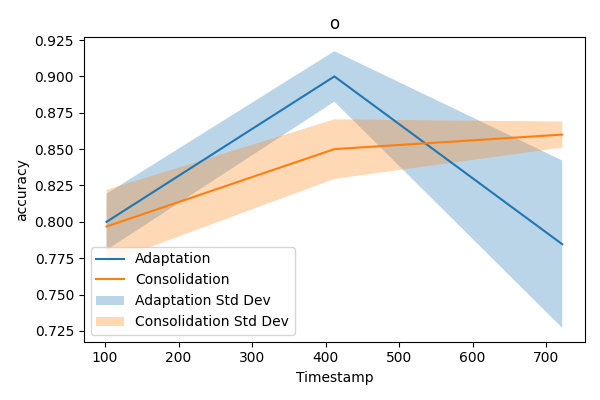 o
0.925
0.900
0.875
0.850
0.825
0.800
0.775
0.750
0.725
accuracy
Adaptation
Consolidation
Adaptation Std Dev
Consolidation Std Dev
100 200 300 400 500 600 700
Timestamp